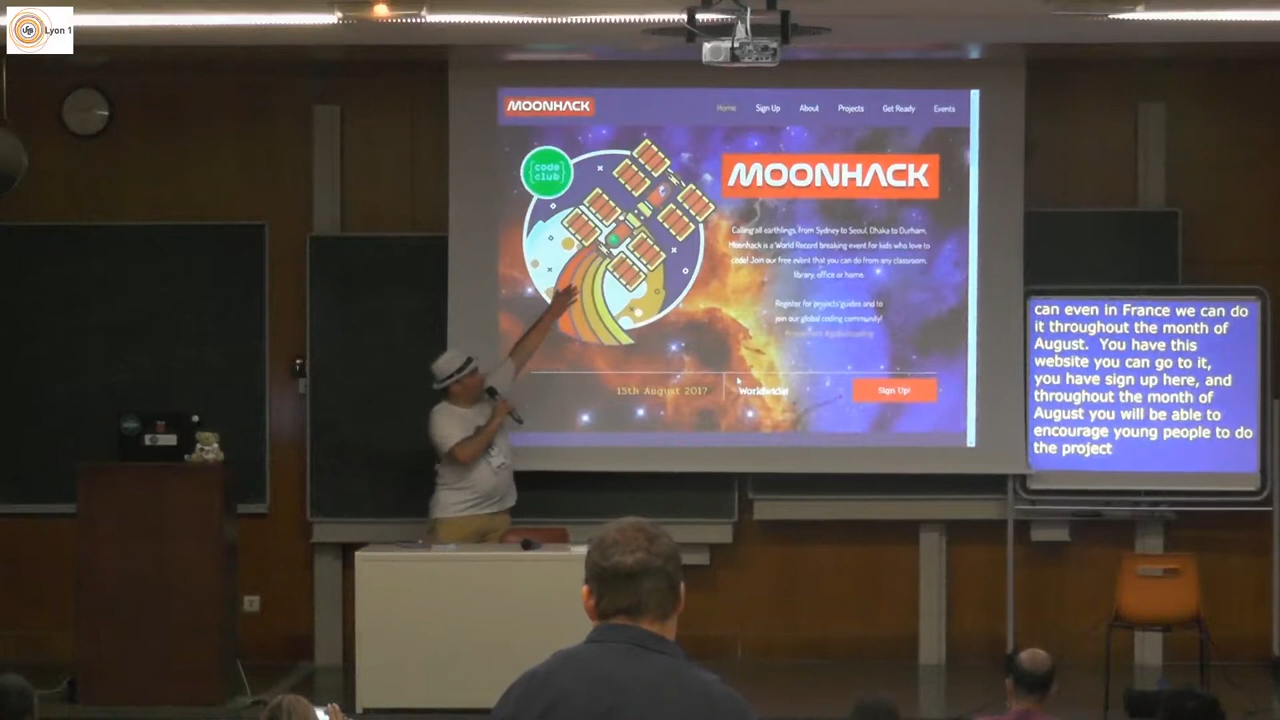 Lyon 1
MOONHACK
Home Sign Up About Projects Get Ready Events
{code
club}
MOONHACK
Calling all earthlings, from Sydney to Seoul, Ohaka to Durham,
Moonhack is a World Record breaking event for kids who love to
code! Join our free event that you can do from any classroom,
library, office or home.
Register for projects guides and to
join our global coding community!
15th August 2017
Worldwide!
Sign Up!
can even in France we can do
it throughout the month of
August. You have this
website you can go to it,
you have sign up here, and
throughout the month of
August you will be able to
encourage young people to do
the project